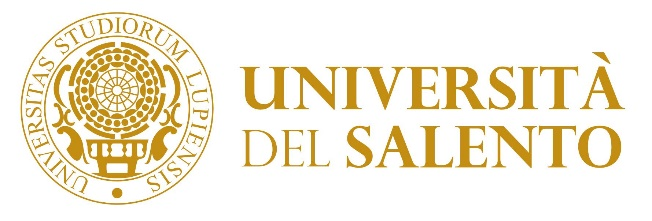 UNIVERSITAS STUDIORUM LUPIENSIS
UNIVERSITÀ
DEL SALENTO